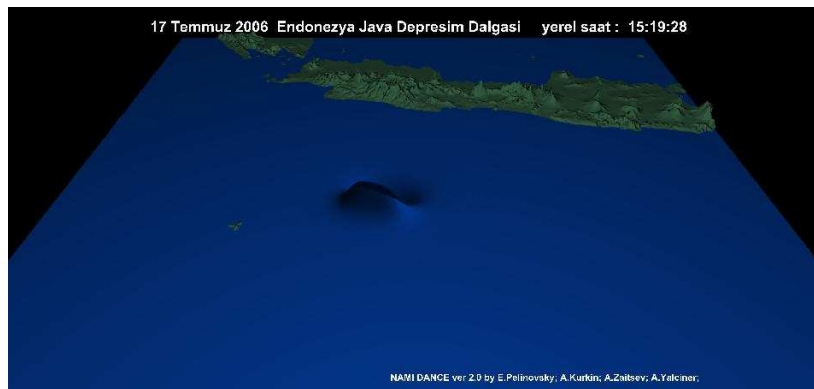 17 Temmuz 2006 Endonezya Java Depresim Dalgasi yerel saat : 15:19:28
NAMI DANCE ver 2.0 by E.Pelinovsky; A.Kurkin; A.Zaitsev; A.Yalciner;